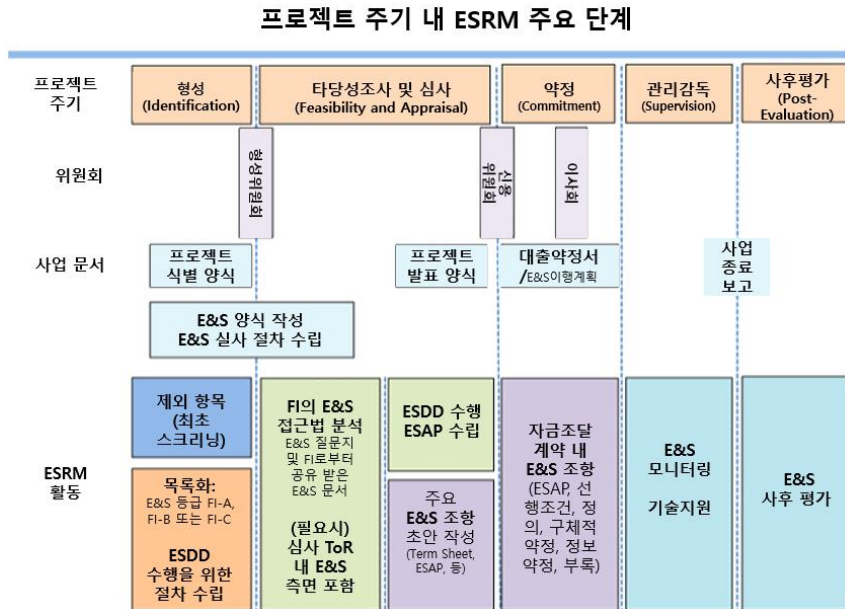 프로젝트 주기 내 ESRM 주요 단계
프로젝트
주기
형성
(Identification)
타당성조사 및 심사
(Feasibility and Appraisal)
약정
(Commitment)
관리감독
(Supervision)
사후평가
(Post-
Evaluation)
위원회
형성위원회
신용
위원회
이사회
사업 문서
프로젝트
식별 양식
프로젝트
발표 양식
대출약정서
/E&S이행계획
사업
종료
보고
E&S 양식 작성
E&S 실사 절차 수립
ESRM
활동
제외 항목
(최초
스크리닝)
목록화:
E&S 등급 FI-A,
FI-B 또는 FI-C
ESDD
수행을 위한
절차 수립
FI의 E&S
접근법 분석
E&S 질문지
및 FI로부터
공유 받은
E&S 문서
(필요시)
심사 ToR
내 E&S
측면 포함
ESDD 수행
ESAP 수립
주요
E&S 조항
초안 작성
(Term Sheet,
ESAP, 등)
자금조달
계약 내
E&S 조항
(ESAP, 선
행조건, 정
의, 구체적
약정, 정보
약정, 부록)
E&S
모니터링
기술지원
E&S
사후 평가